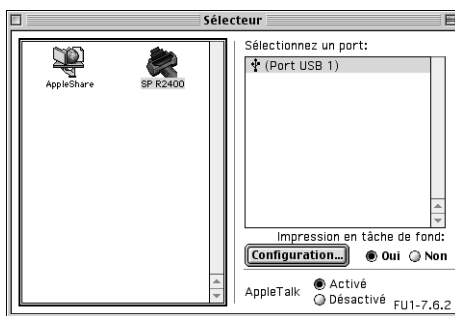 Sélecteur
AppleShare
SP R2400
Sélectionnez un port:
(Port USB 1)
Impression en tâche de fond:
Configuration... Oui Non
AppleTalk
Activé
Désactivé
FU1-7.6.2